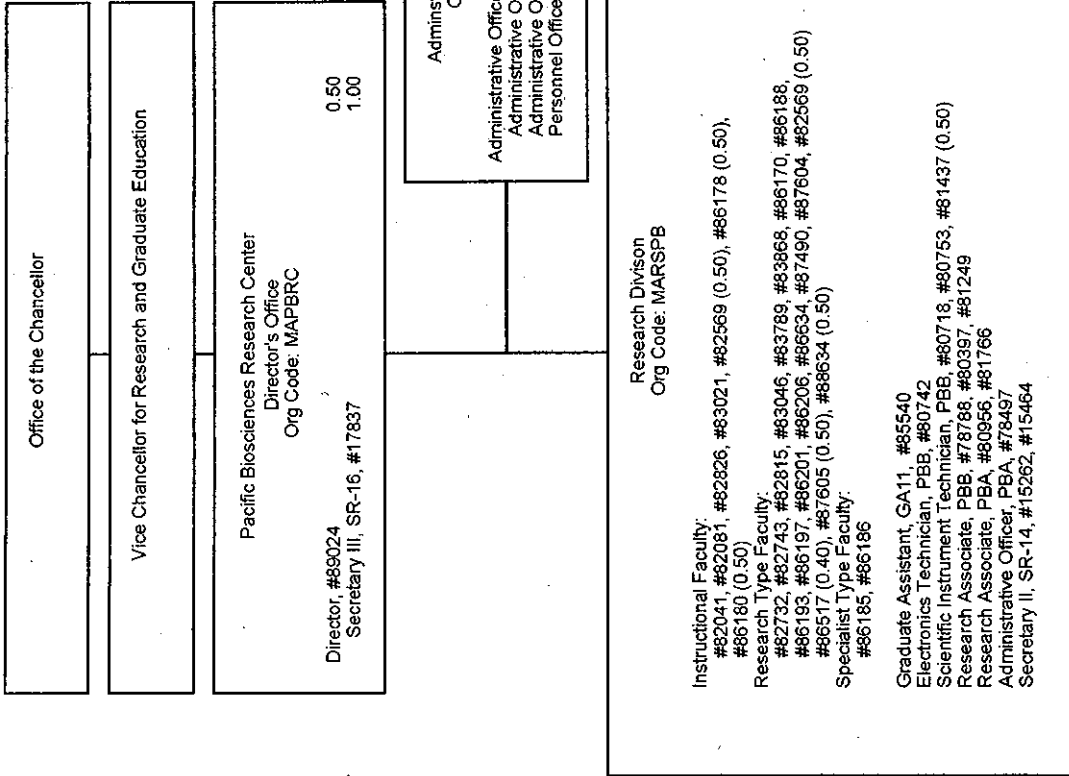 Office of the Chancellor
Vice Chancellor for Research and Graduate Education
Pacific Biosciences Research Center
Director's Office
Org Code: MAPBRC
Director, #89024 0.50
Secretary III, SR-16, #17837 1.00
Administrative
Administrative
Administrative
Personnel
Research Divison
Org Code: MARSPB
Instructional Faculty:
#82041, #82081, #82826, #83021, #82569 (0.50), #86178 (0.50),
#86180 (0.50)
Research Type Faculty:
#82732, #82743, #82815, #83046, #83789, #83868, #86170, #86188,
#86193, #86197, #86201, #86206, #86634, #87490, #87604, #82569 (0.50)
#86517 (0.40), #87605 (0.50), #88634 (0.50)
Specialist Type Faculty:
#86185, #86186
Graduate Assistant, GA11, #85540
Electronics Technician, PBB, #80742
Scientific Instrument Technician, PBB, #80718, #80753, #81437 (0.50)
Research Associate, PBB, #78788, #80397, #81249
Research Associate, PBA, #80956, #81766
Administrative Officer, PBA, #78497
Secretary II, SR-14, #15262, #15464